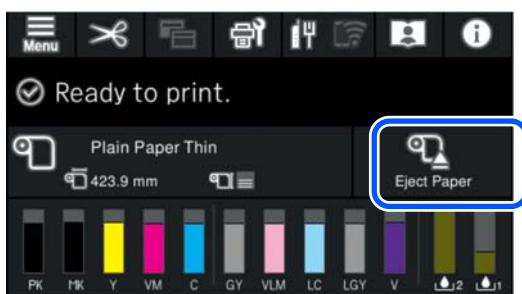 Menu
Ready to print.
Plain Paper Thin
423.9 mm
Eject Paper
PK MK Y VM C GY VLM LC LGY V 2 1